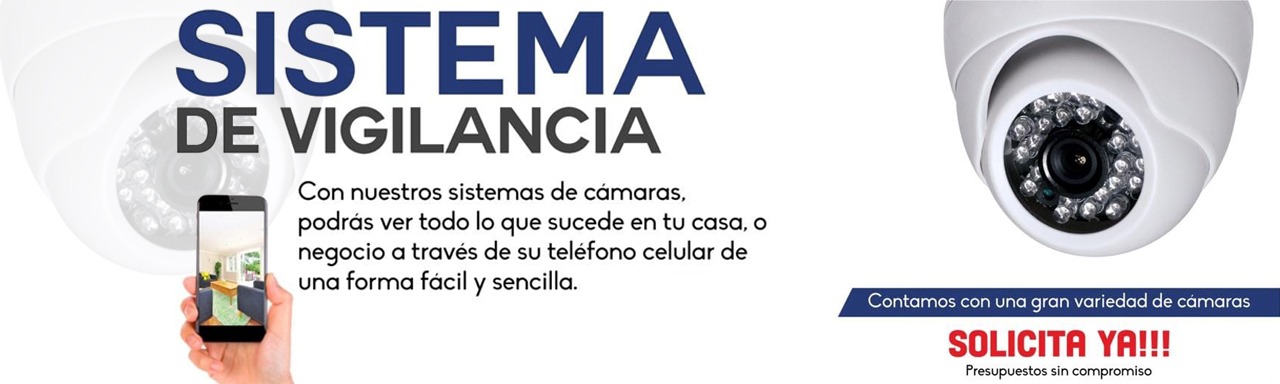 SISTEMA
DE VIGILANCIA
Con nuestros sistemas de cámaras,
podrás ver todo lo que sucede en tu casa, o
negocio a través de su teléfono celular de
una forma fácil y sencilla.
Contamos con una gran variedad de cámaras
SOLICITA YA!!!
Presupuestos sin compromiso